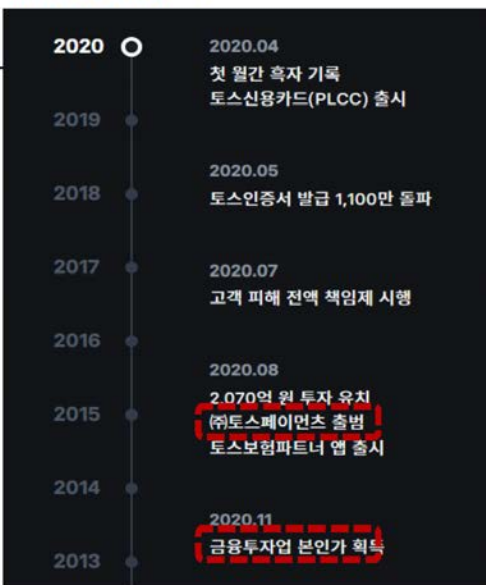 2020
2019
2018
2017
2016
2015
2014
2013
2020.04
첫 월간 흑자 기록
토스신용카드(PLCC) 출시
2020.05
토스인증서 발급 1,100만 돌파
2020.07
고객 피해 전액 책임제 시행
2020.08
2,070억 원 투자 유치
㈜토스페이먼츠 출범
토스보험파트너 앱 출시
2020.11
금융투자업 본인가 획득